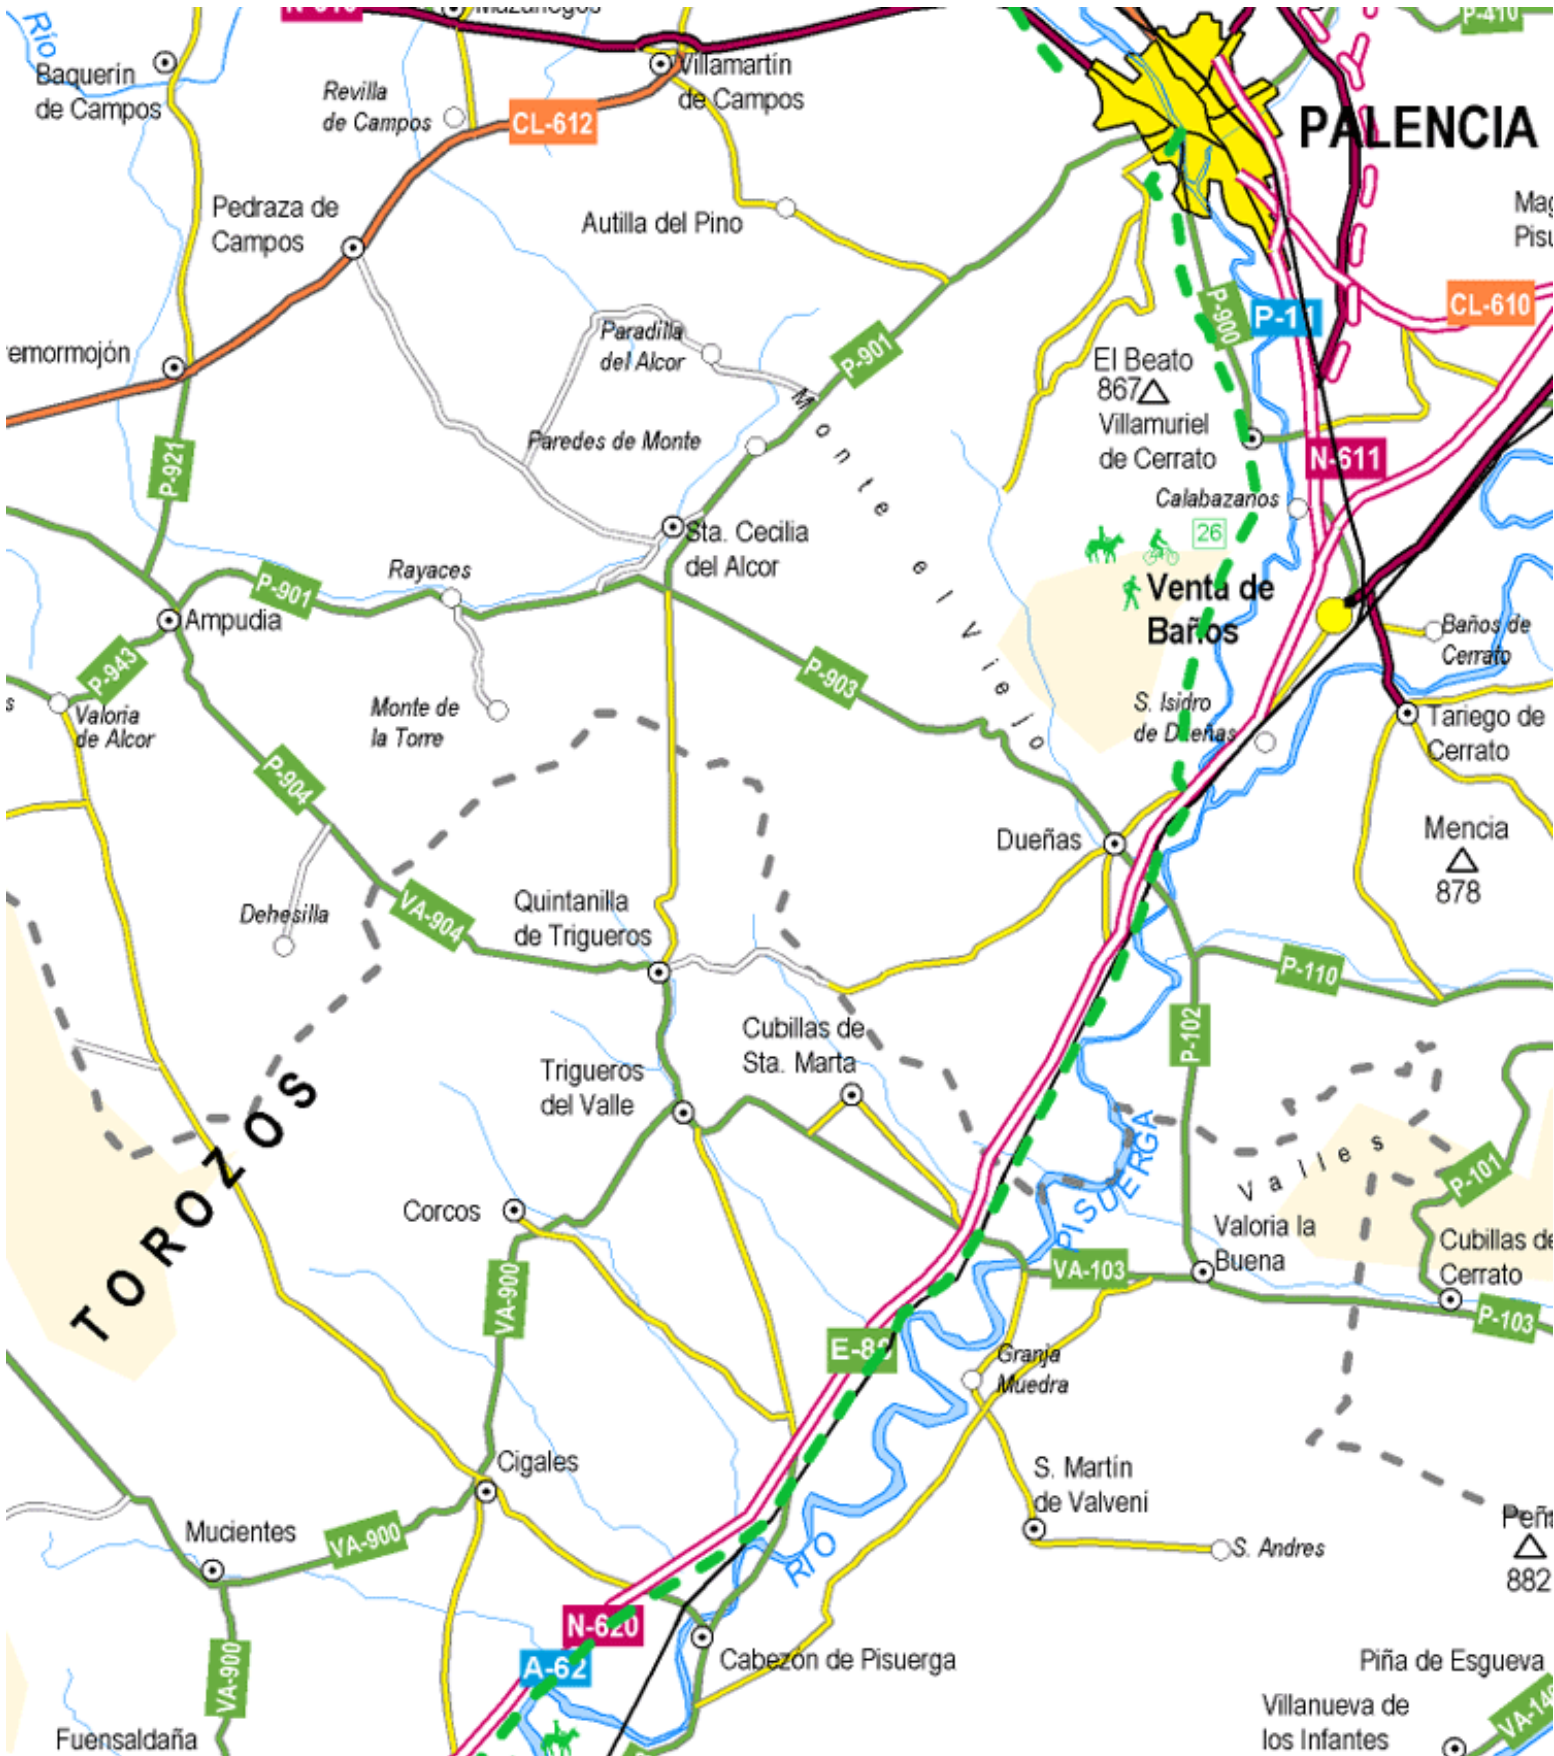 Río
Mazariegos
P-410
Baquerín
de Campos
Revilla
de Campos
Villamartín
de Campos
CL-612
PALENCIA
Pedraza de
Campos
Autilla del Pino
CL-610
P-900
P-11
emormojón
Paradilla
del Alcor
P-901
El Beato
867
Villamuriel
de Cerrato
Monte el Viejo
Paredes de Monte
P-921
N-611
Calabazanos
26
Sta. Cecilia
del Alcor
Rayaces
P-901
Venta de
Baños
Ampudia
Baños de
Cerrato
P-943
P-903
Valoria
de Alcor
Monte de
la Torre
S. Isidro
de Dueñas
Tariego de
Cerrato
P-904
Dueñas
Mencia
878
Dehesilla
VA-904
Quintanilla
de Trigueros
P-110
P-102
Cubillas de
Sta. Marta
Trigueros
del Valle
TOROZOS
Valles
P-101
PISUERGA
Corcos
Valoria la
Buena
Cubillas de
Cerrato
VA-103
VA-900
P-103
E-8
Granja
Muedra
Cigales
S. Martín
de Valveni
Mucientes
VA-900
RÍO
S. Andres
882
N-620
A-62
VA-900
Cabezón de Pisuerga
Piña de Esgueva
Villanueva de
los Infantes
Fuensaldaña